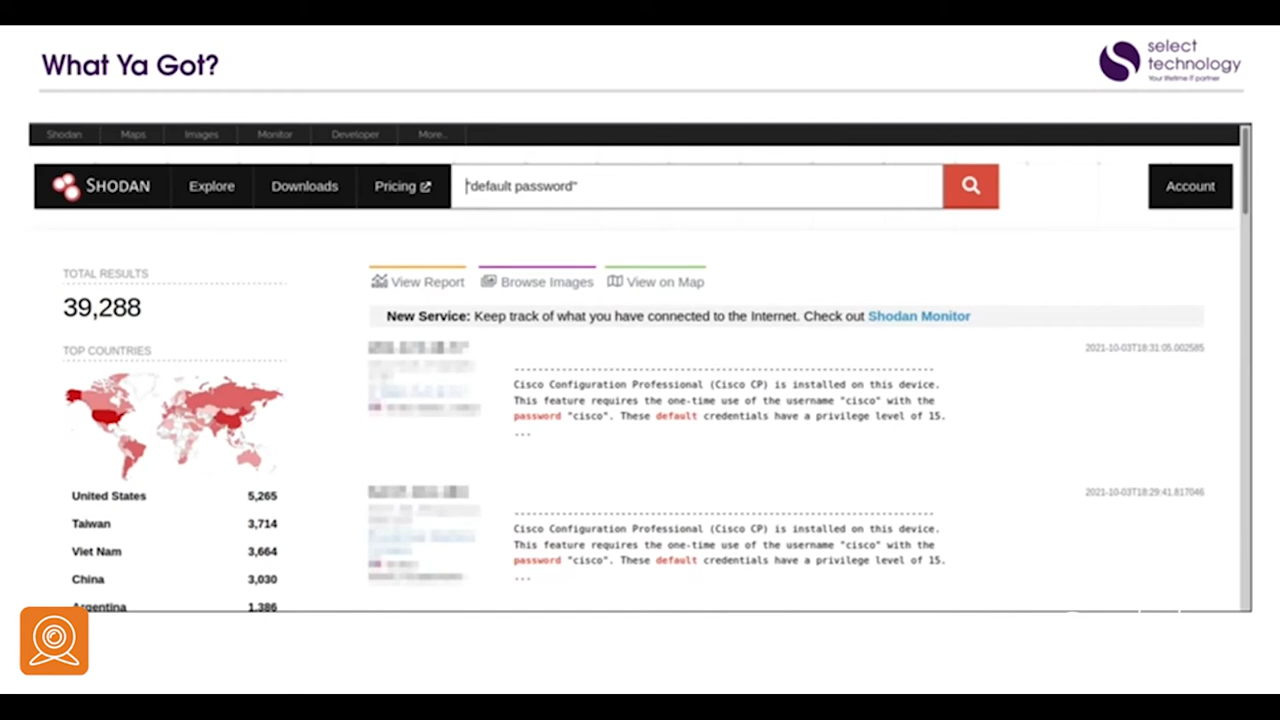 What Ya Got?
select
technology
Your lifetime IT partner
Shodan Maps Images Monitor Developer More...
SHODAN Explore Downloads Pricing "default password" Account
TOTAL RESULTS
39,288
TOP COUNTRIES
United States 5,265
Taiwan 3,714
Viet Nam 3,664
China 3,030
Argentina 1,386
View Report Browse Images View on Map
New Service: Keep track of what you have connected to the Internet. Check out Shodan Monitor
2021-10-03T18:31:05.002585
--------------------------------------------------------------
Cisco Configuration Professional (Cisco CP) is installed on this device.
This feature requires the one-time use of the username "cisco" with the
password "cisco". These default credentials have a privilege level of 15.
...
2021-10-03T18:29:41.817046
--------------------------------------------------------------
Cisco Configuration Professional (Cisco CP) is installed on this device.
This feature requires the one-time use of the username "cisco" with the
password "cisco". These default credentials have a privilege level of 15.
...